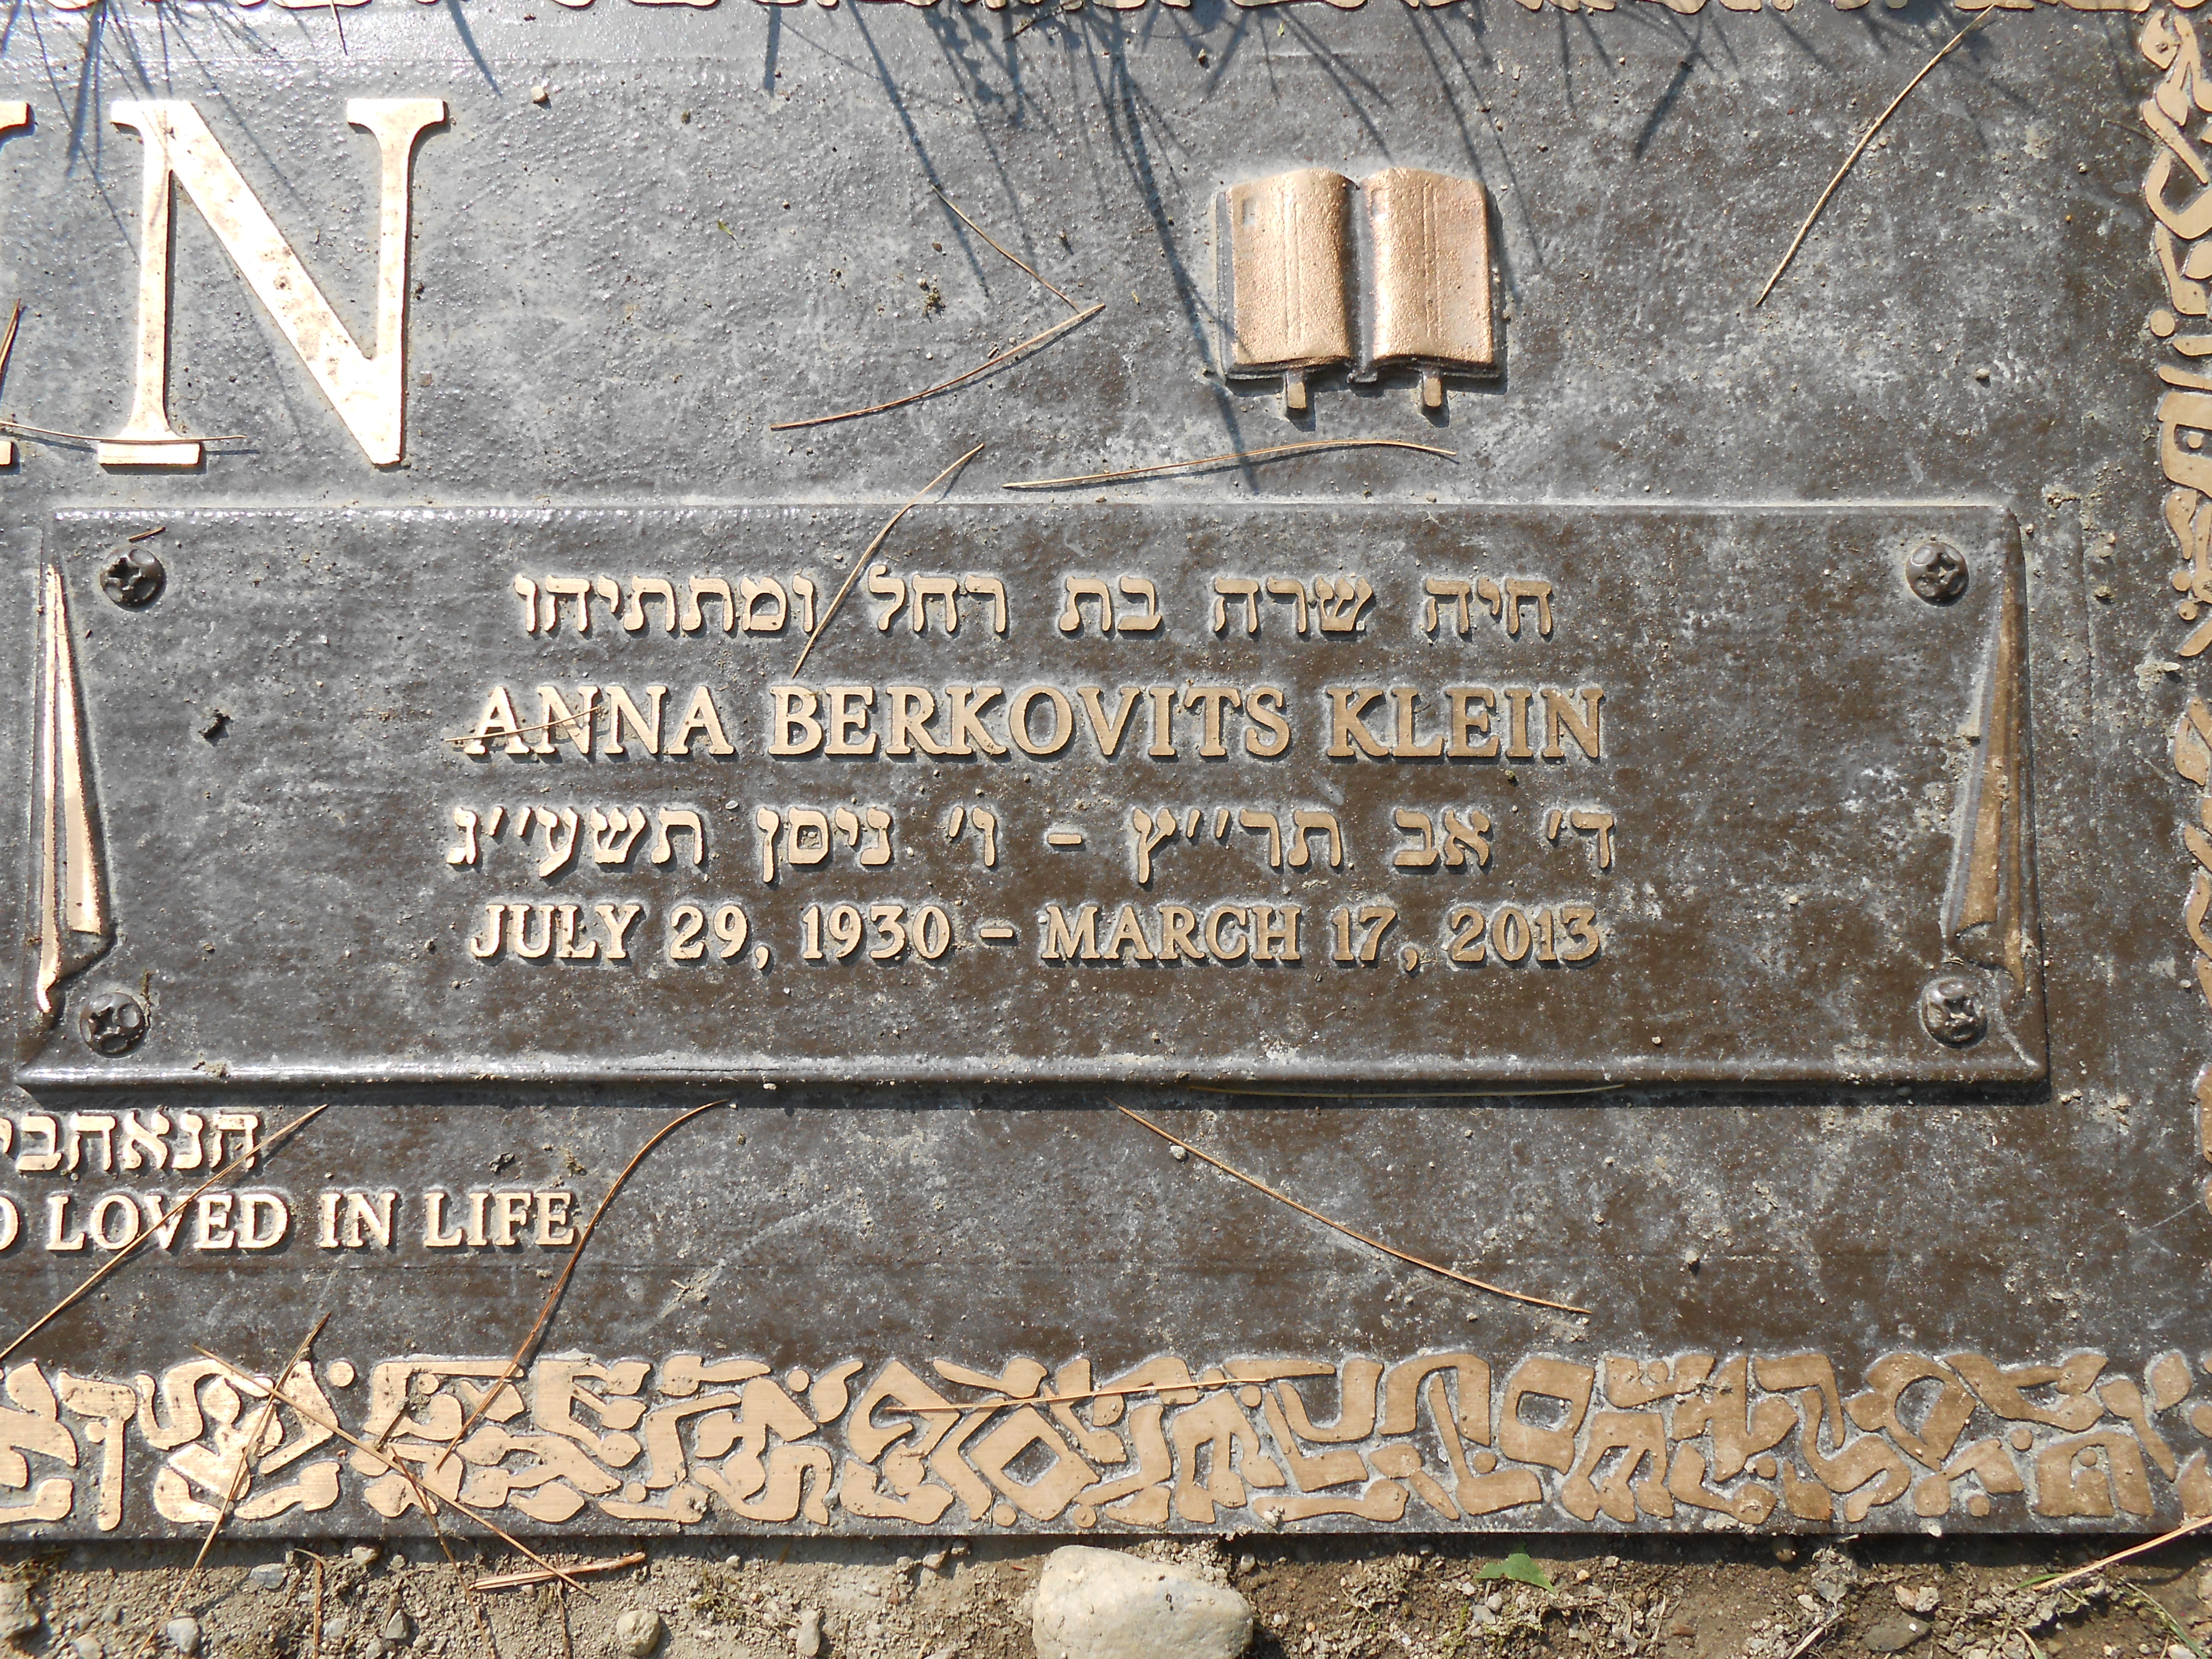 N
חיה שרה בת רחל ומתתיהו
ANNA BERKOVITS KLEIN
ד' אב תר''ץ - ו' ניסן תשע''ג
JULY 29, 1930 - MARCH 17, 2013
LOVED IN LIFE